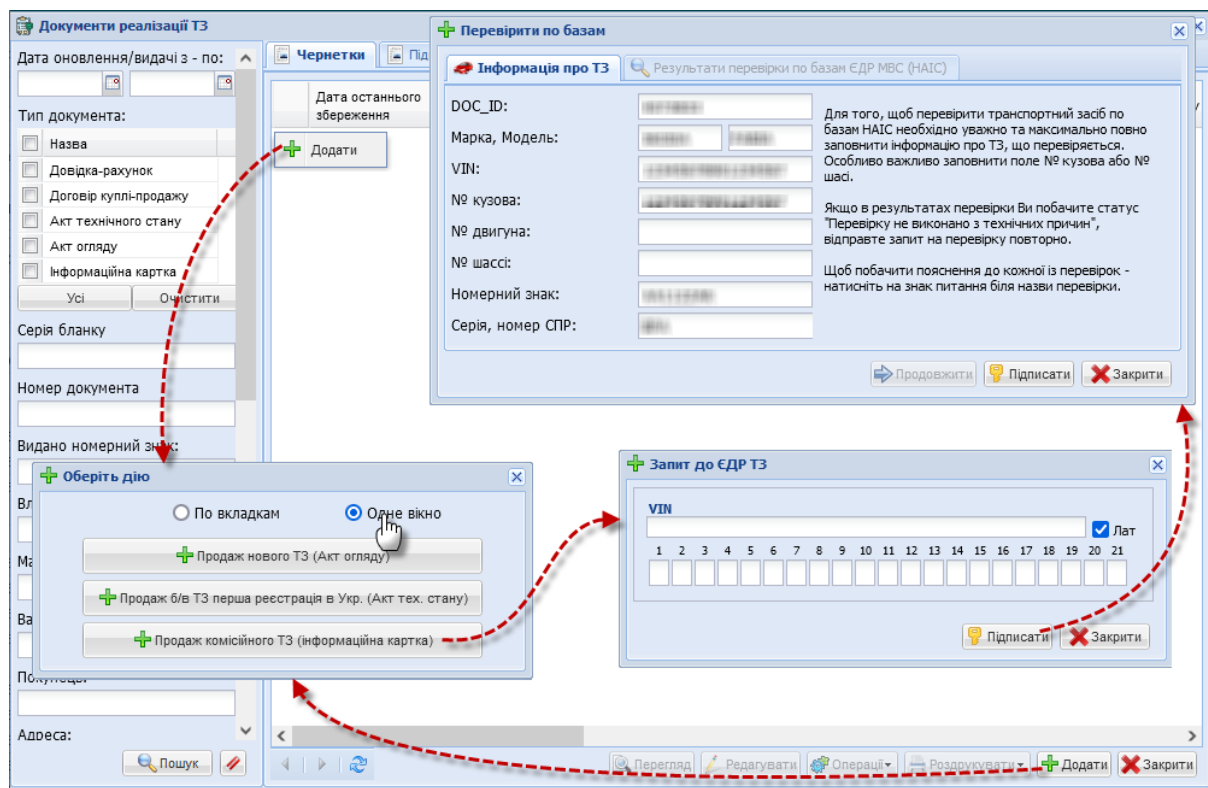 Документи реалізації ТЗ
Дата оновлення/видачі з - по:
Тип документа:
Назва
Довідка-рахунок
Договір куплі-продажу
Акт технічного стану
Акт огляду
Інформаційна картка
Усі
Очистити
Серія бланку
Номер документа
Видано номерний знак:
Покупець:
Адреса:
Пошук
Чернетки
Під
Дата останнього
збереження
Додати
Перевірити по базам
Інформація про ТЗ
Результати перевірки по базам ЄДР МВС (НАІС)
DOC_ID:
Марка, Модель:
VIN:
№ кузова:
№ двигуна:
№ шассі:
Номерний знак:
Серія, номер СПР:
Для того, щоб перевірити транспортний засіб по
базам НАІС необхідно уважно та максимально повно
заповнити інформацію про ТЗ, що перевіряється.
Особливо важливо заповнити поле № кузова або №
шасі.
Якщо в результатах перевірки Ви побачите статус
"Перевірку не виконано з технічних причин",
відправте запит на перевірку повторно.
Щоб побачити пояснення до кожної із перевірок -
натисніть на знак питання біля назви перевірки.
Продовжити
Підписати
Закрити
Оберіть дію
По вкладкам
Одне вікно
Продаж нового ТЗ (Акт огляду)
Продаж б/в ТЗ перша реєстрація в Укр. (Акт тех. стану)
Продаж комісійного ТЗ (інформаційна картка)
Запит до ЄДР ТЗ
VIN
Лат
1 2 3 4 5 6 7 8 9 10 11 12 13 14 15 16 17 18 19 20 21
Підписати
Закрити
Перегляд
Редагувати
Операції
Роздрукувати
Додати
Закрити